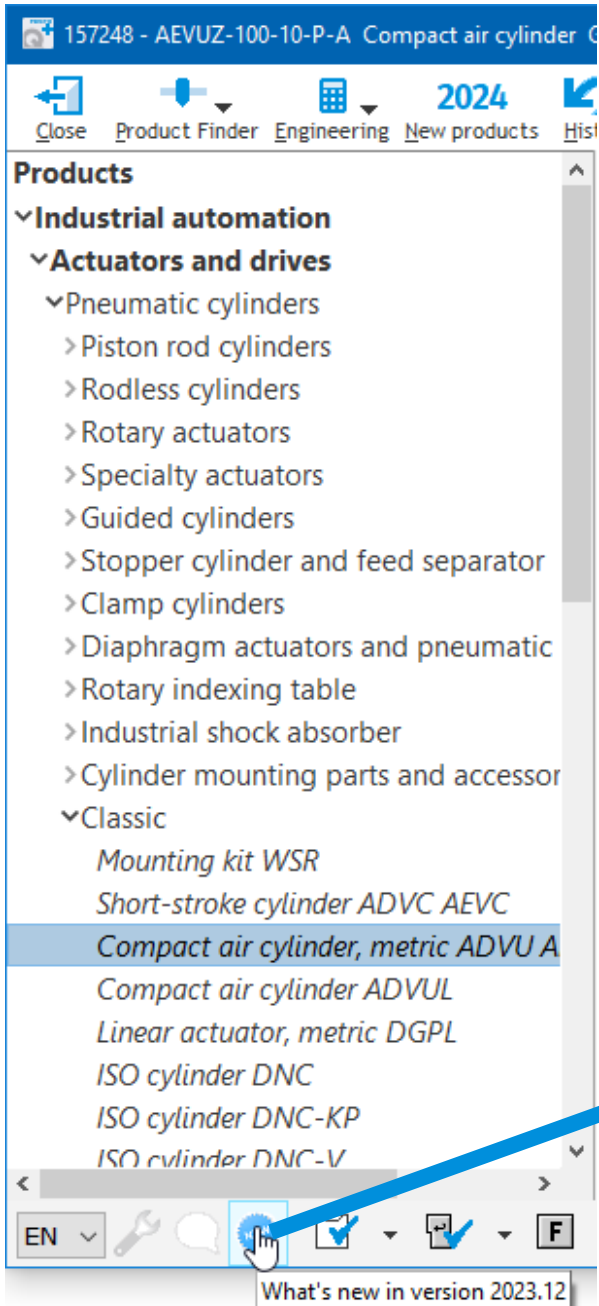 157248 - AEVUZ-100-10-P-A Compact air cylinder
Close Product Finder Engineering 2024 New products
Products
Industrial automation
Actuators and drives
Pneumatic cylinders
Piston rod cylinders
Rodless cylinders
Rotary actuators
Specialty actuators
Guided cylinders
Stopper cylinder and feed separator
Clamp cylinders
Diaphragm actuators and pneumatic
Rotary indexing table
Industrial shock absorber
Cylinder mounting parts and accessor
Classic
Mounting kit WSR
Short-stroke cylinder ADVC AEVC
Compact air cylinder, metric ADVU A
Compact air cylinder ADVUL
Linear actuator, metric DGPL
ISO cylinder DNC
ISO cylinder DNC-KP
ISO cylinder DNC-V
EN F
What's new in version 2023.12